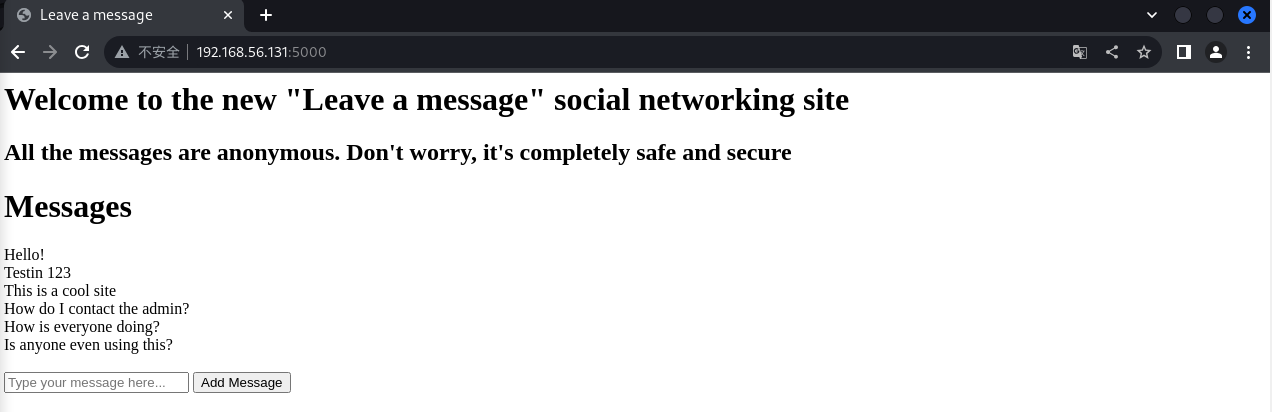 Leave a message
不安全 192.168.56.131:5000
Welcome to the new "Leave a message" social networking site
All the messages are anonymous. Don't worry, it's completely safe and secure
Messages
Hello!
Testin 123
This is a cool site
How do I contact the admin?
How is everyone doing?
Is anyone even using this?
Type your message here... Add Message